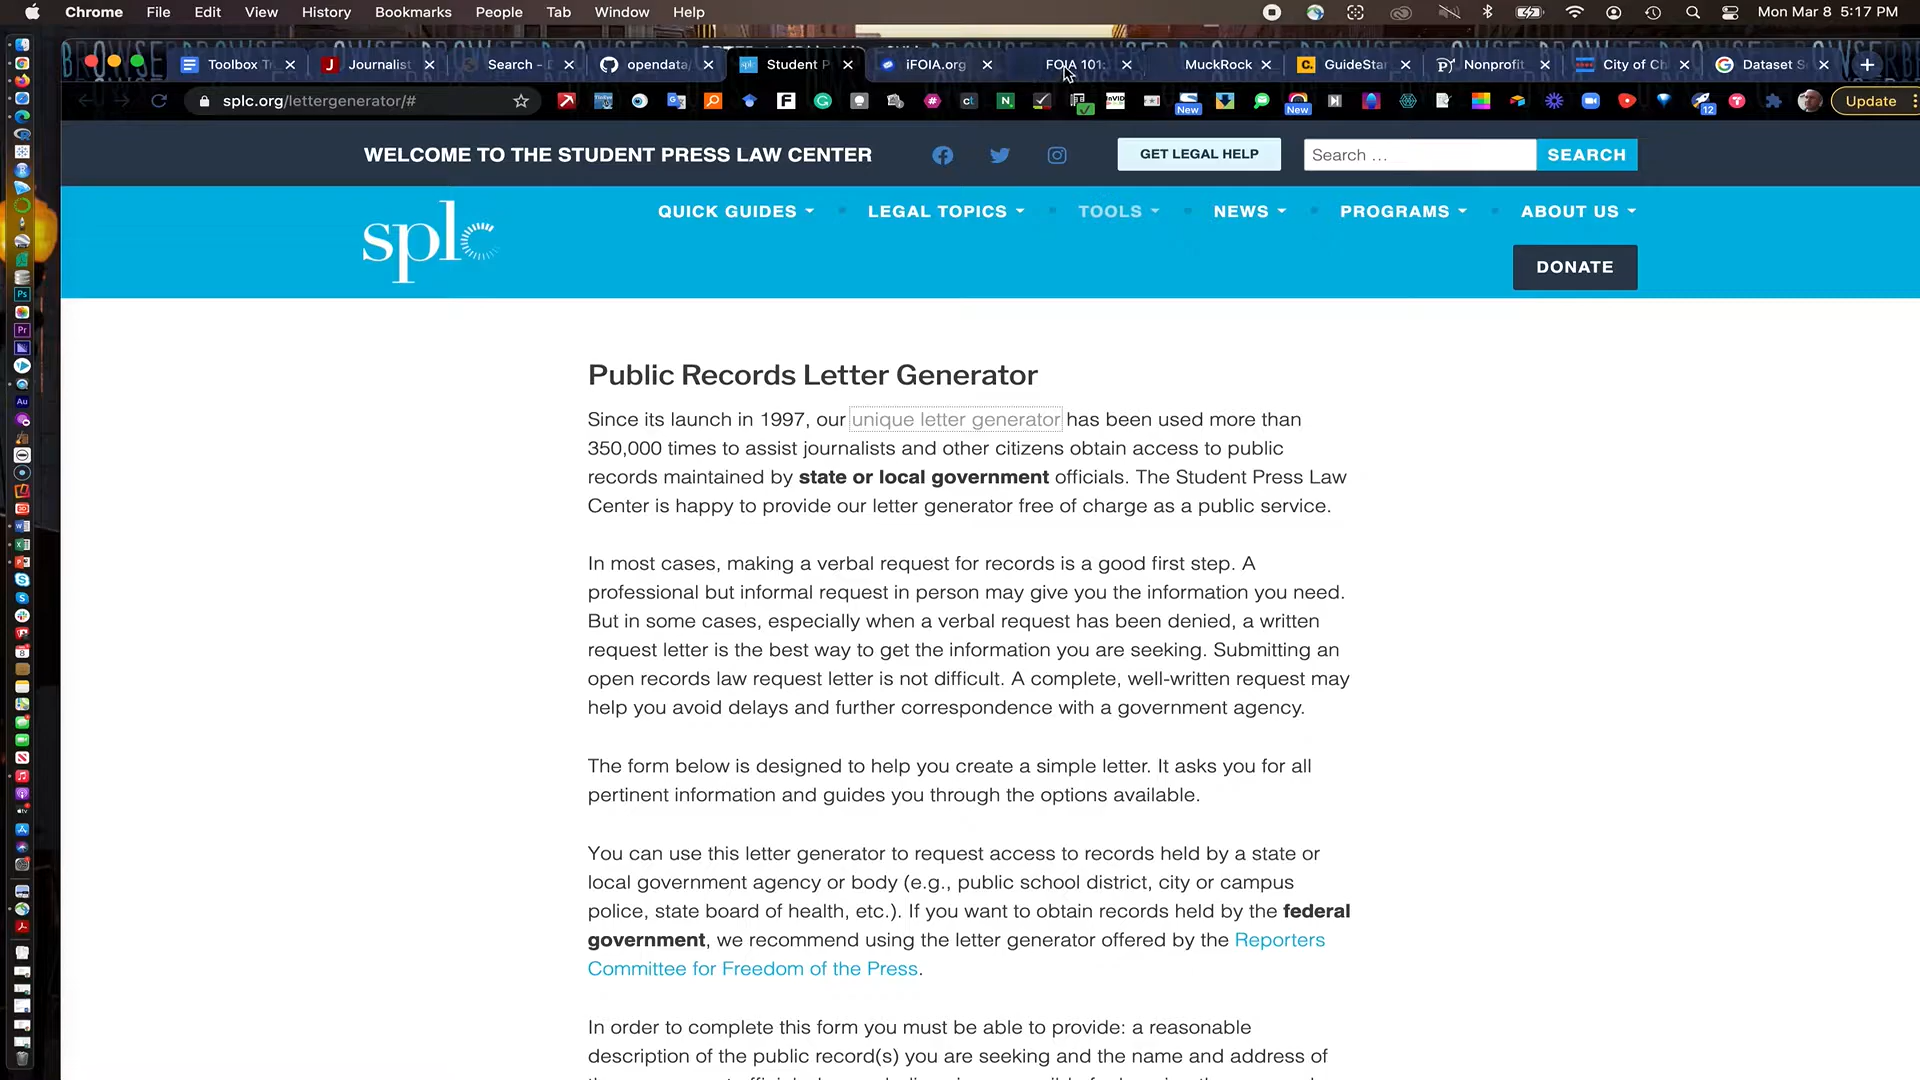 Chrome File Edit View History Bookmarks People Tab Window Help Mon Mar 8 5:17 PM
Toolbox Tr Journalist Search - D opendata/ Student P iFOIA.org FOIA 101: MuckRock GuideStar Nonprofit City of Ch Dataset S
splc.org/lettergenerator/# New New 12 Update
WELCOME TO THE STUDENT PRESS LAW CENTER GET LEGAL HELP Search … SEARCH
splc QUICK GUIDES LEGAL TOPICS TOOLS NEWS PROGRAMS ABOUT US
DONATE
Public Records Letter Generator
Since its launch in 1997, our unique letter generator has been used more than
350,000 times to assist journalists and other citizens obtain access to public
records maintained by state or local government officials. The Student Press Law
Center is happy to provide our letter generator free of charge as a public service.
In most cases, making a verbal request for records is a good first step. A
professional but informal request in person may give you the information you need.
But in some cases, especially when a verbal request has been denied, a written
request letter is the best way to get the information you are seeking. Submitting an
open records law request letter is not difficult. A complete, well-written request may
help you avoid delays and further correspondence with a government agency.
The form below is designed to help you create a simple letter. It asks you for all
pertinent information and guides you through the options available.
You can use this letter generator to request access to records held by a state or
local government agency or body (e.g., public school district, city or campus
police, state board of health, etc.). If you want to obtain records held by the federal
government, we recommend using the letter generator offered by the Reporters
Committee for Freedom of the Press.
In order to complete this form you must be able to provide: a reasonable
description of the public record(s) you are seeking and the name and address of